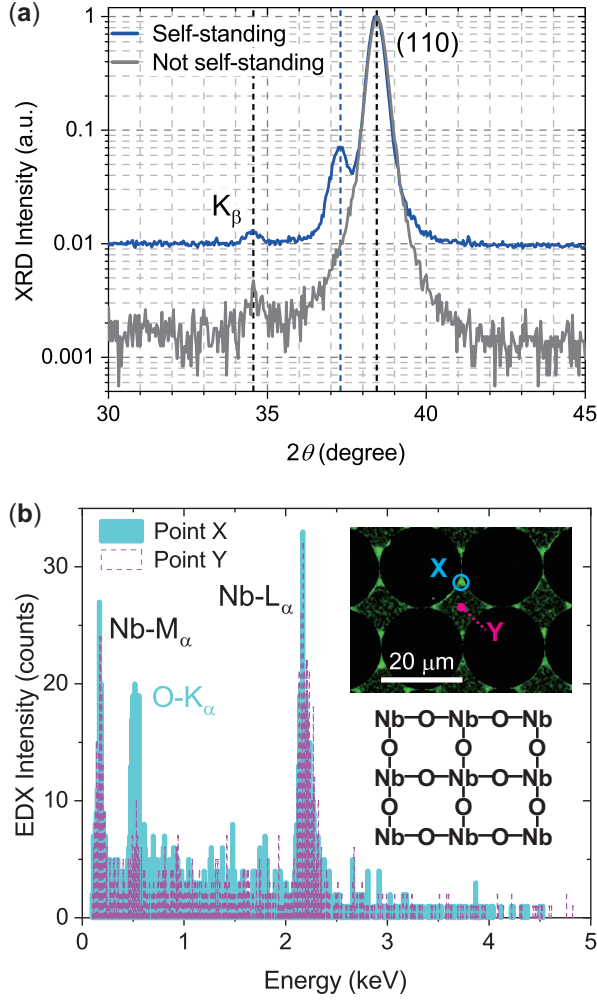 (a)
Self-standing
Not self-standing
(110)
Kβ
XRD Intensity (a.u.)
1
0.1
0.01
0.001
30 35 40 45
2θ (degree)
(b)
Point X
Point Y
Nb-Mα
O-Kα
Nb-Lα
X
Y
20 μm
Nb O Nb O Nb
O O O
Nb O Nb O Nb
O O O
Nb O Nb O Nb
EDX Intensity (counts)
30
20
10
0
0 1 2 3 4 5
Energy (keV)